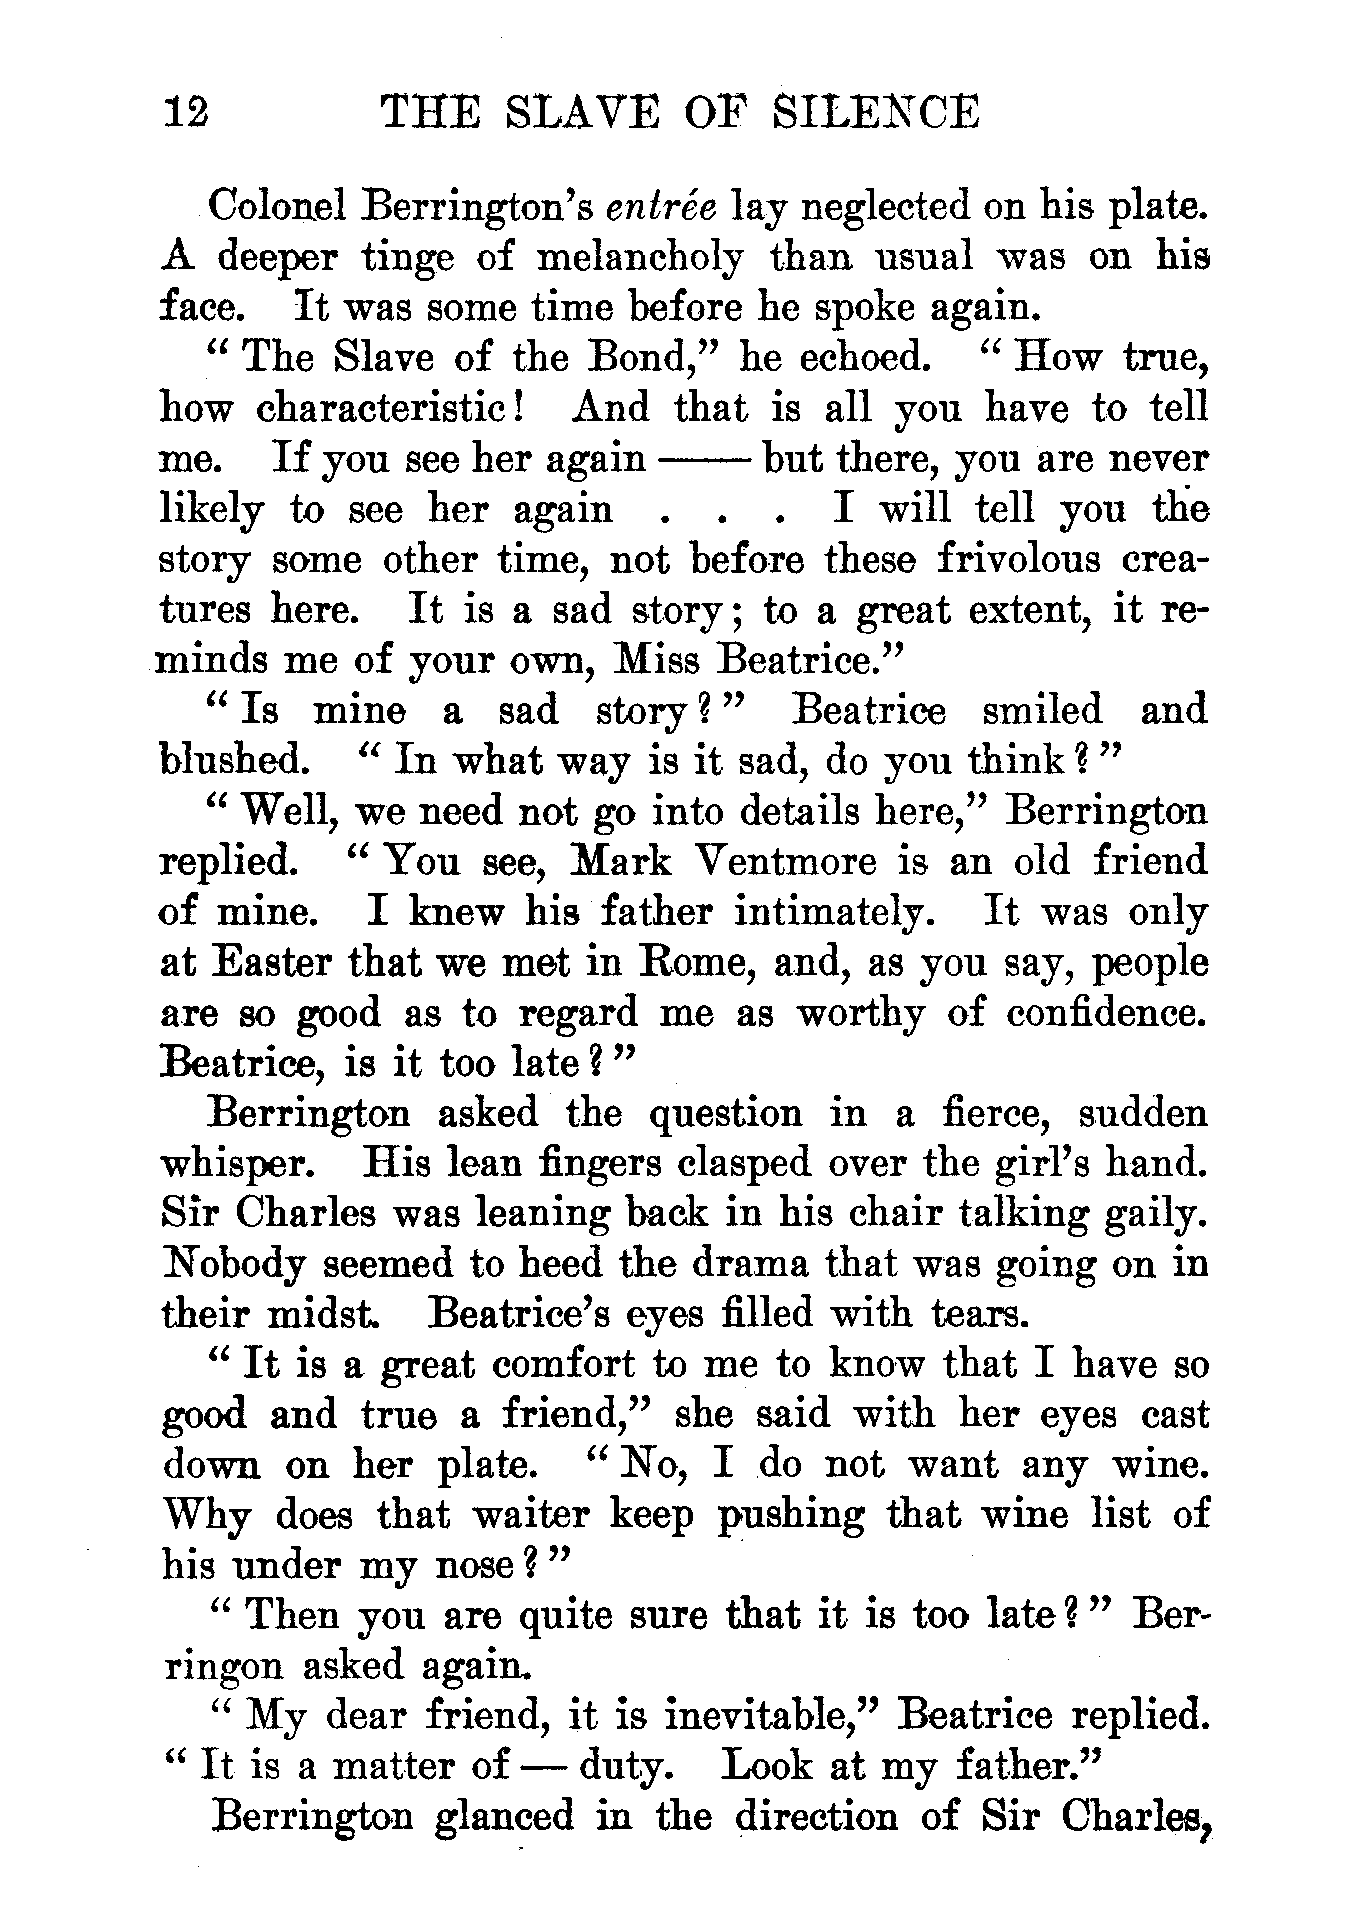 12 THE SLAVE OF SILENCE
Colonel Berrington's entrée lay neglected on his plate.
A deeper tinge of melancholy than usual was on his
face. It was some time before he spoke again.
" The Slave of the Bond," he echoed. " How true,
how characteristic! And that is all you have to tell
me. If you see her again —— but there, you are never
likely to see her again . . . I will tell you the
story some other time, not before these frivolous crea-
tures here. It is a sad story; to a great extent, it re-
minds me of your own, Miss Beatrice."
" Is mine a sad story? " Beatrice smiled and
blushed. " In what way is it sad, do you think? "
" Well, we need not go into details here," Berrington
replied. " You see, Mark Ventmore is an old friend
of mine. I knew his father intimately. It was only
at Easter that we met in Rome, and, as you say, people
are so good as to regard me as worthy of confidence.
Beatrice, is it too late? "
Berrington asked the question in a fierce, sudden
whisper. His lean fingers clasped over the girl's hand.
Sir Charles was leaning back in his chair talking gaily.
Nobody seemed to heed the drama that was going on in
their midst. Beatrice's eyes filled with tears.
" It is a great comfort to me to know that I have so
good and true a friend," she said with her eyes cast
down on her plate. " No, I do not want any wine.
Why does that waiter keep pushing that wine list of
his under my nose? "
" Then you are quite sure that it is too late? " Ber-
ringon asked again.
" My dear friend, it is inevitable," Beatrice replied.
" It is a matter of — duty. Look at my father."
Berrington glanced in the direction of Sir Charles,